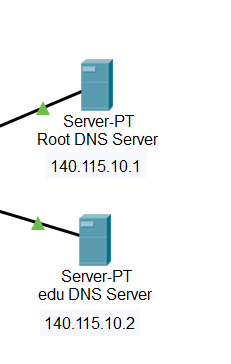 Server-PT
Root DNS Server
140.115.10.1
Server-PT
edu DNS Server
140.115.10.2